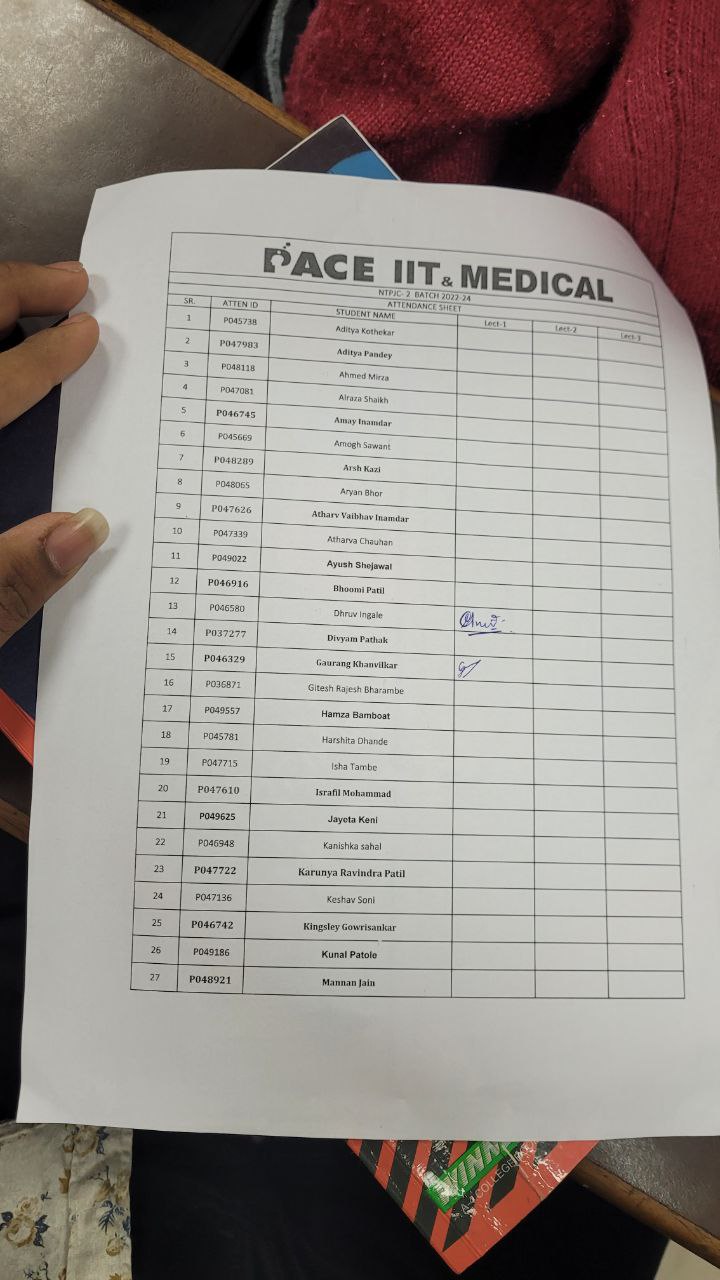 PACE IIT & MEDICAL
NTPJC- 2 BATCH 2022-24
ATTENDANCE SHEET
SR. ATTEN ID STUDENT NAME Lect-1 Lect-2 Lect-3
1 P045738 Aditya Kothekar
2 P047983 Aditya Pandey
3 P048118 Ahmed Mirza
4 P047081 Alraza Shaikh
5 P046745 Amay Inamdar
6 P045669 Amogh Sawant
7 P048289 Arsh Kazi
8 P048065 Aryan Bhor
9 P047626 Atharv Vaibhav Inamdar
10 P047339 Atharva Chauhan
11 P049022 Ayush Shejawal
12 P046916 Bhoomi Patil
13 P046580 Dhruv Ingale
14 P037277 Divyam Pathak
15 P046329 Gaurang Khanvilkar
16 P036871 Gitesh Rajesh Bharambe
17 P049557 Hamza Bamboat
18 P045781 Harshita Dhande
19 P047715 Isha Tambe
20 P047610 Israfil Mohammad
21 P049625 Jayeta Keni
22 P046948 Kanishka sahal
23 P047722 Karunya Ravindra Patil
24 P047136 Keshav Soni
25 P046742 Kingsley Gowrisankar
26 P049186 Kunal Patole
27 P048921 Mannan Jain